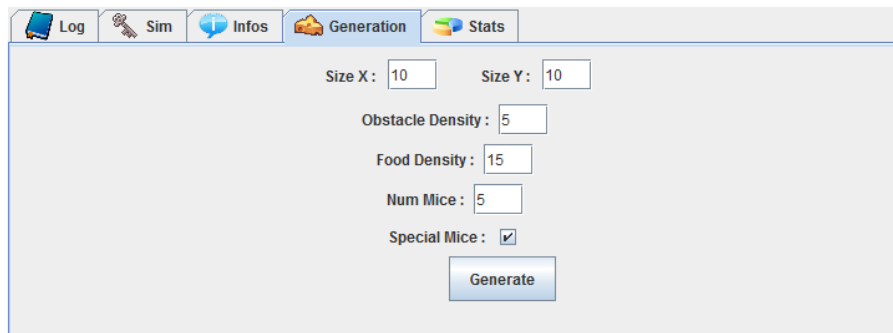 Log Sim Infos Generation Stats
Size X : 10 Size Y : 10
Obstacle Density : 5
Food Density : 15
Num Mice : 5
Special Mice :
Generate